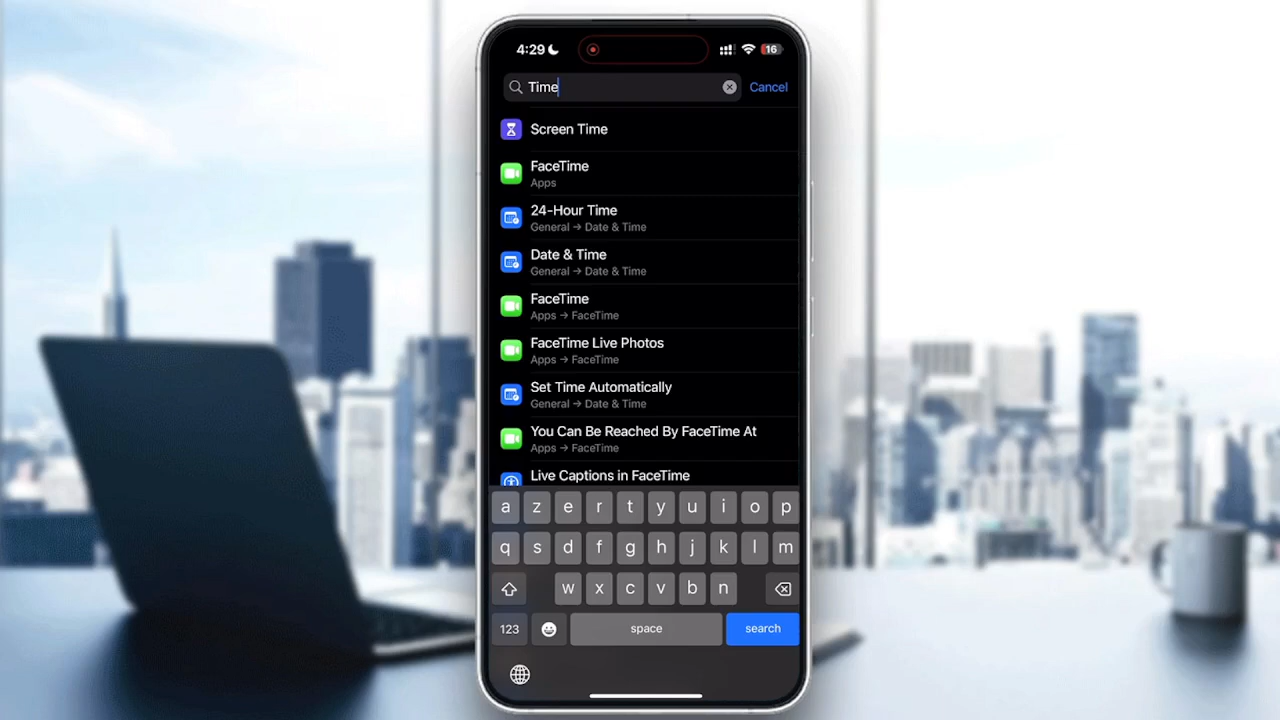 4:29
16
Time
Cancel
Screen Time
FaceTime
Apps
24-Hour Time
General → Date & Time
Date & Time
General → Date & Time
FaceTime
Apps → FaceTime
FaceTime Live Photos
Apps → FaceTime
Set Time Automatically
General → Date & Time
You Can Be Reached By FaceTime At
Apps → FaceTime
Live Captions in FaceTime
a z e r t y u i o p
q s d f g h j k l m
w x c v b n
123
space
search